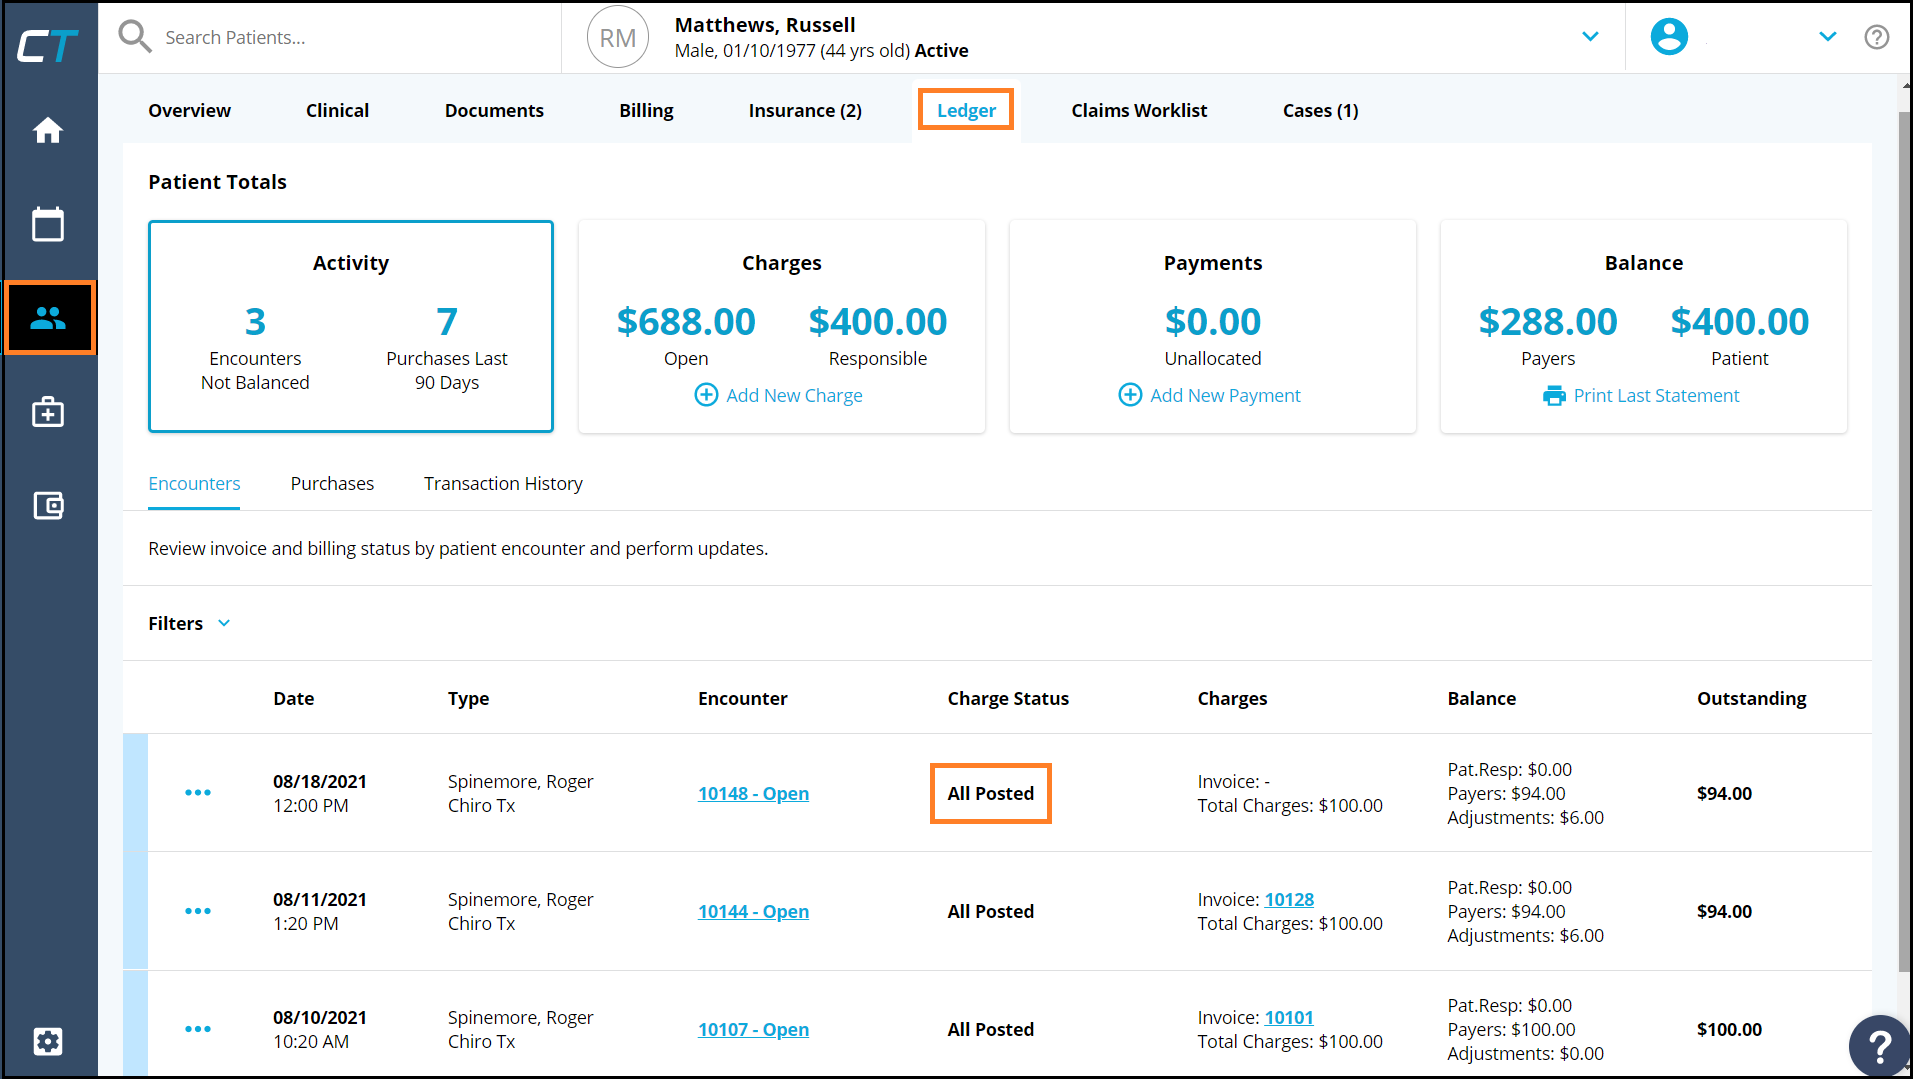 CT
Search Patients...
RM
Matthews, Russell
Male, 01/10/1977 (44 yrs old) Active
?
Overview Clinical Documents Billing Insurance (2) Ledger Claims Worklist Cases (1)
Patient Totals
Activity
3 7
Encounters Purchases Last
Not Balanced 90 Days
Charges
$688.00 $400.00
Open Responsible
Add New Charge
Payments
$0.00
Unallocated
Add New Payment
Balance
$288.00 $400.00
Payers Patient
Print Last Statement
Encounters Purchases Transaction History
Review invoice and billing status by patient encounter and perform updates.
Filters
Date Type Encounter Charge Status Charges Balance Outstanding
08/18/2021
12:00 PM
Spinemore, Roger
Chiro Tx
10148 - Open
All Posted
Invoice: -
Total Charges: $100.00
Pat.Resp: $0.00
Payers: $94.00
Adjustments: $6.00
$94.00
08/11/2021
1:20 PM
Spinemore, Roger
Chiro Tx
10144 - Open
All Posted
Invoice: 10128
Total Charges: $100.00
Pat.Resp: $0.00
Payers: $94.00
Adjustments: $6.00
$94.00
08/10/2021
10:20 AM
Spinemore, Roger
Chiro Tx
10107 - Open
All Posted
Invoice: 10101
Total Charges: $100.00
Pat.Resp: $0.00
Payers: $100.00
Adjustments: $0.00
$100.00
?